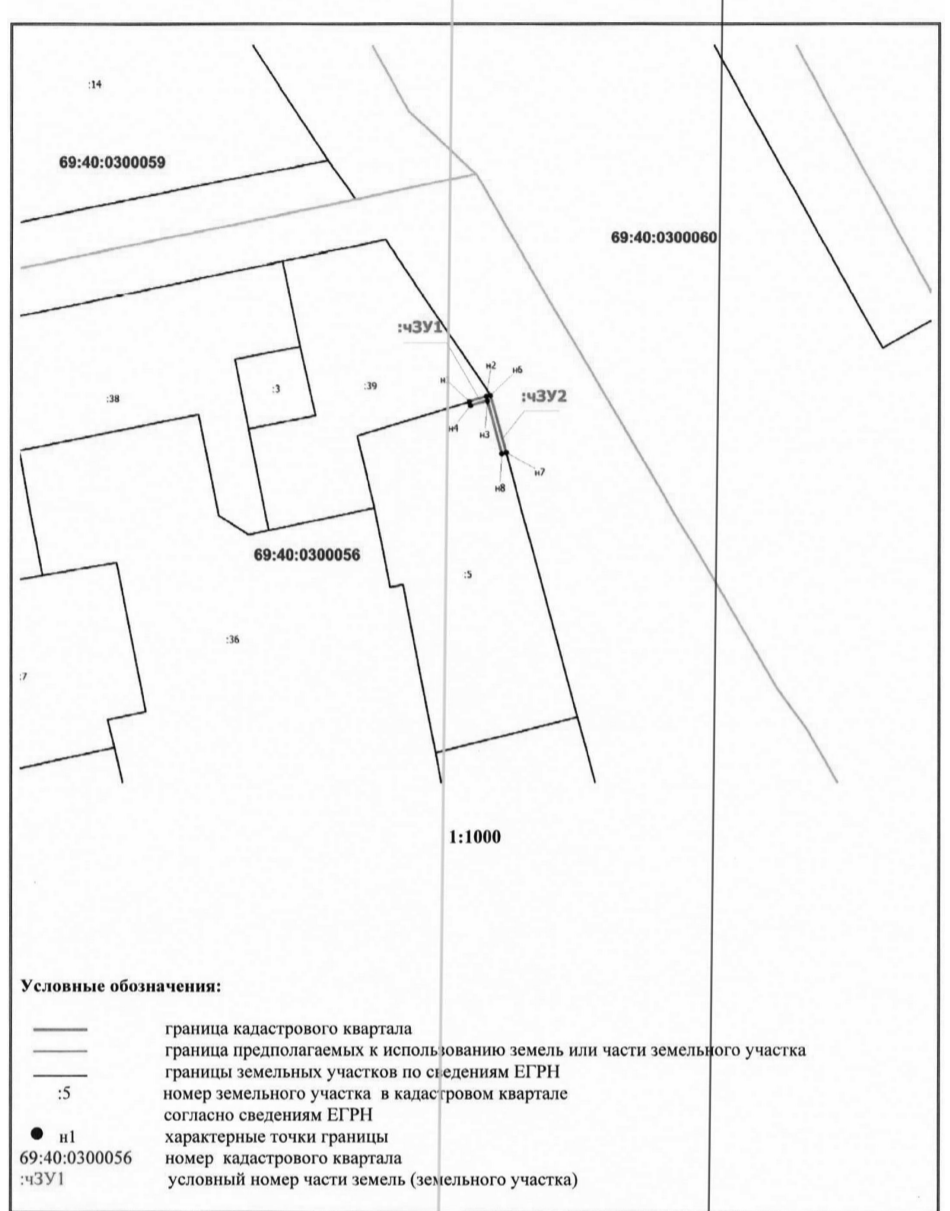 :14
69:40:0300059
69:40:0300060
:чЗУ1
н2
н6
:38
:3
:39
н
:чЗУ2
н4
н3
н7
н8
69:40:0300056
:5
:36
:7
1:1000
Условные обозначения:
граница кадастрового квартала
граница предполагаемых к использованию земель или части земельного участка
границы земельных участков по сведениям ЕГРН
:5 номер земельного участка в кадастровом квартале
согласно сведениям ЕГРН
н1 характерные точки границы
69:40:0300056 номер кадастрового квартала
:чЗУ1 условный номер части земель (земельного участка)